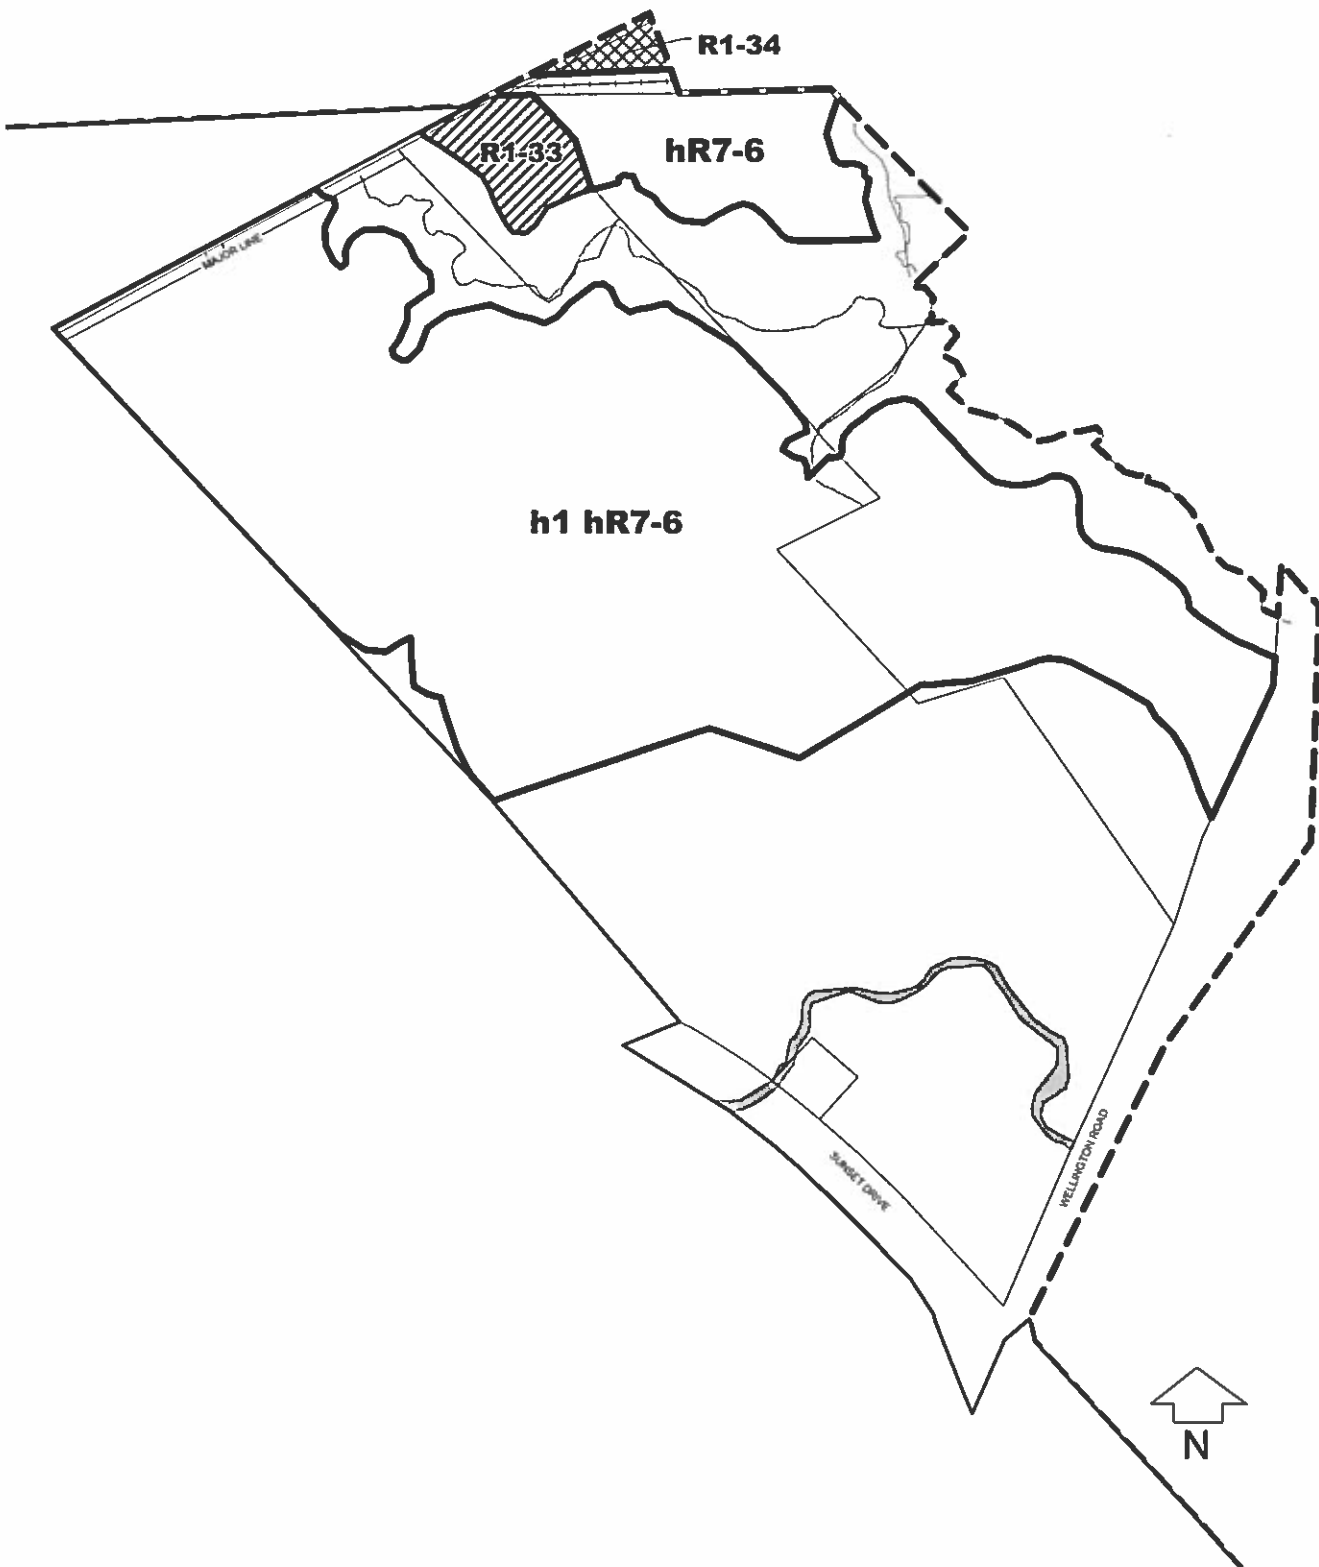 R1-34
R1-33
hR7-6
MAJOR LINE
h1 hR7-6
SUNSET DRIVE
WELLINGTON ROAD
N